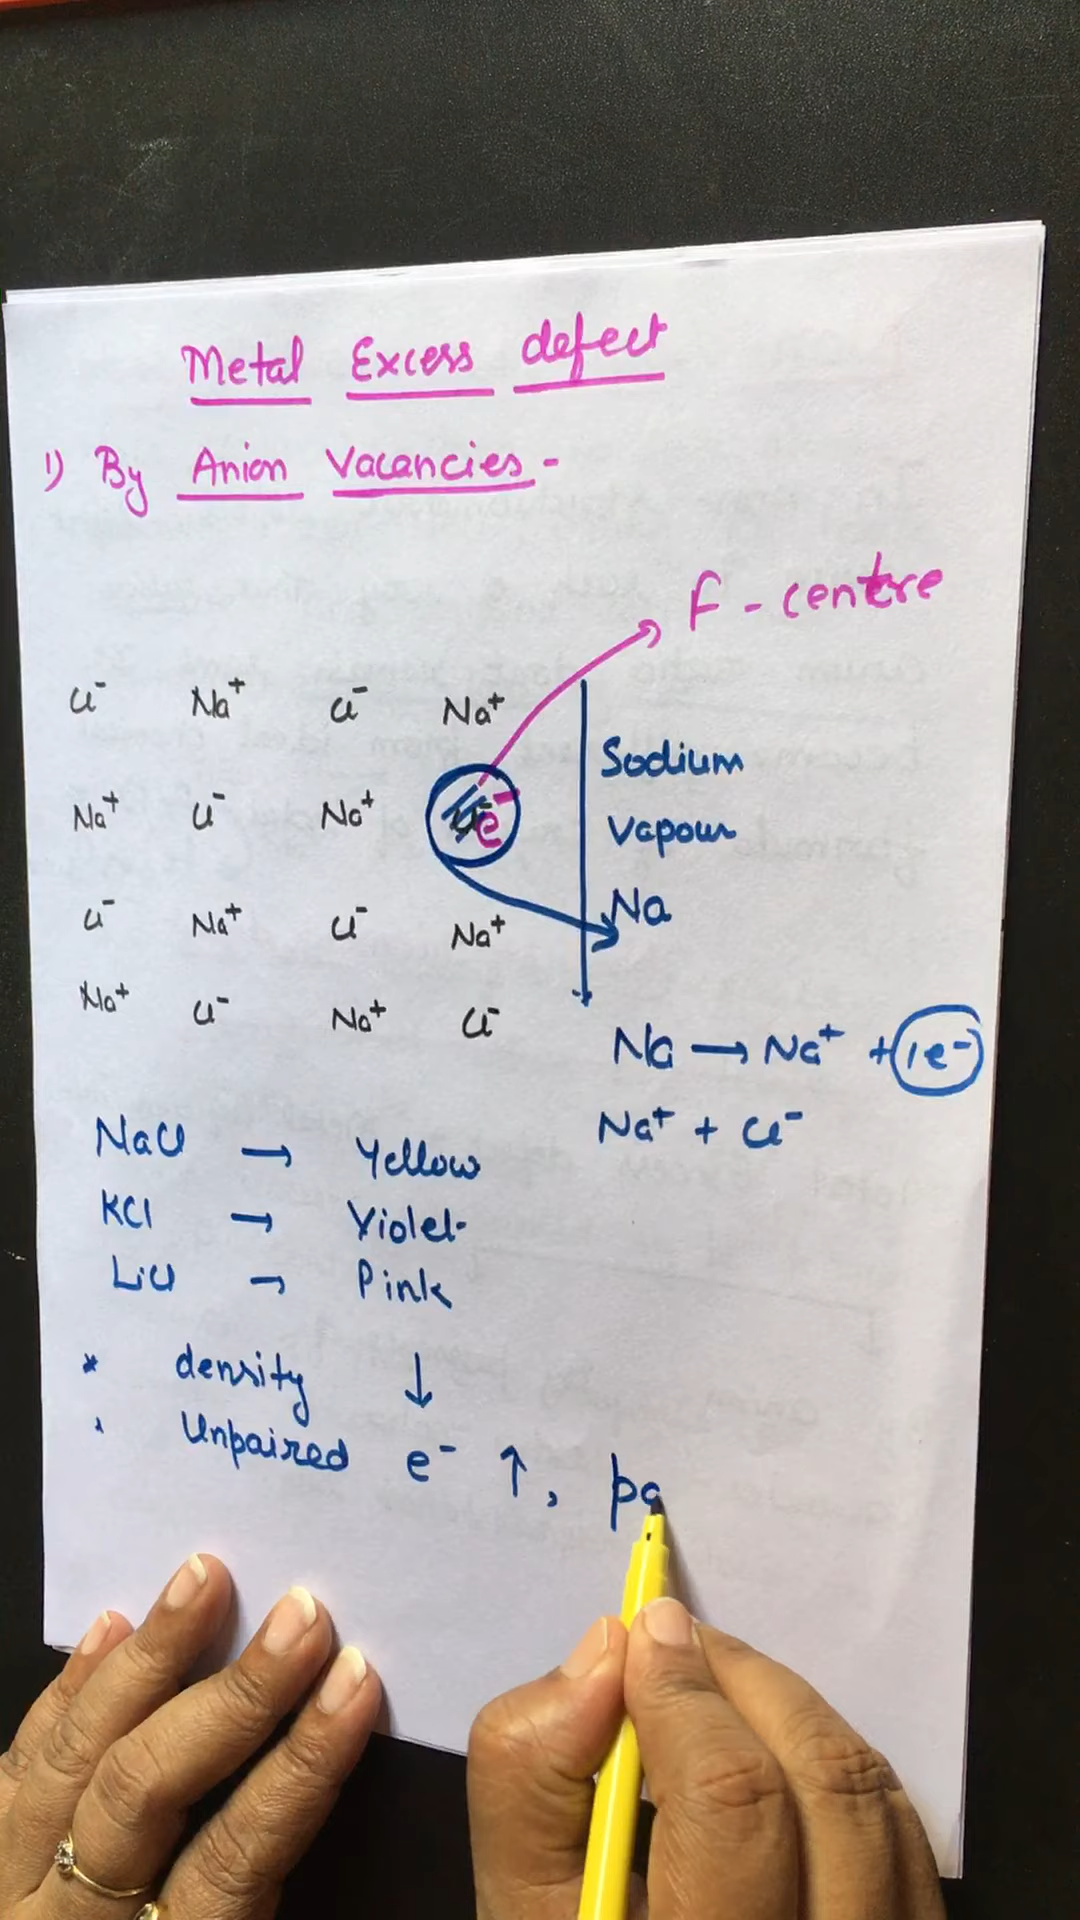 Metal Excess defect
1) By Anion Vacancies -
F - centre
Cl⁻ Na⁺ Cl⁻ Na⁺
Sodium
Na⁺ Cl⁻ Na⁺ e⁻
Vapour
Na
Cl⁻ Na⁺ Cl⁻ Na⁺
Na⁺ Cl⁻ Na⁺ Cl⁻
Na → Na⁺ + 1e⁻
Na⁺ + Cl⁻
NaCl → Yellow
KCl → Violet
LiCl → Pink
* density ↓
* Unpaired e⁻ ↑, pa